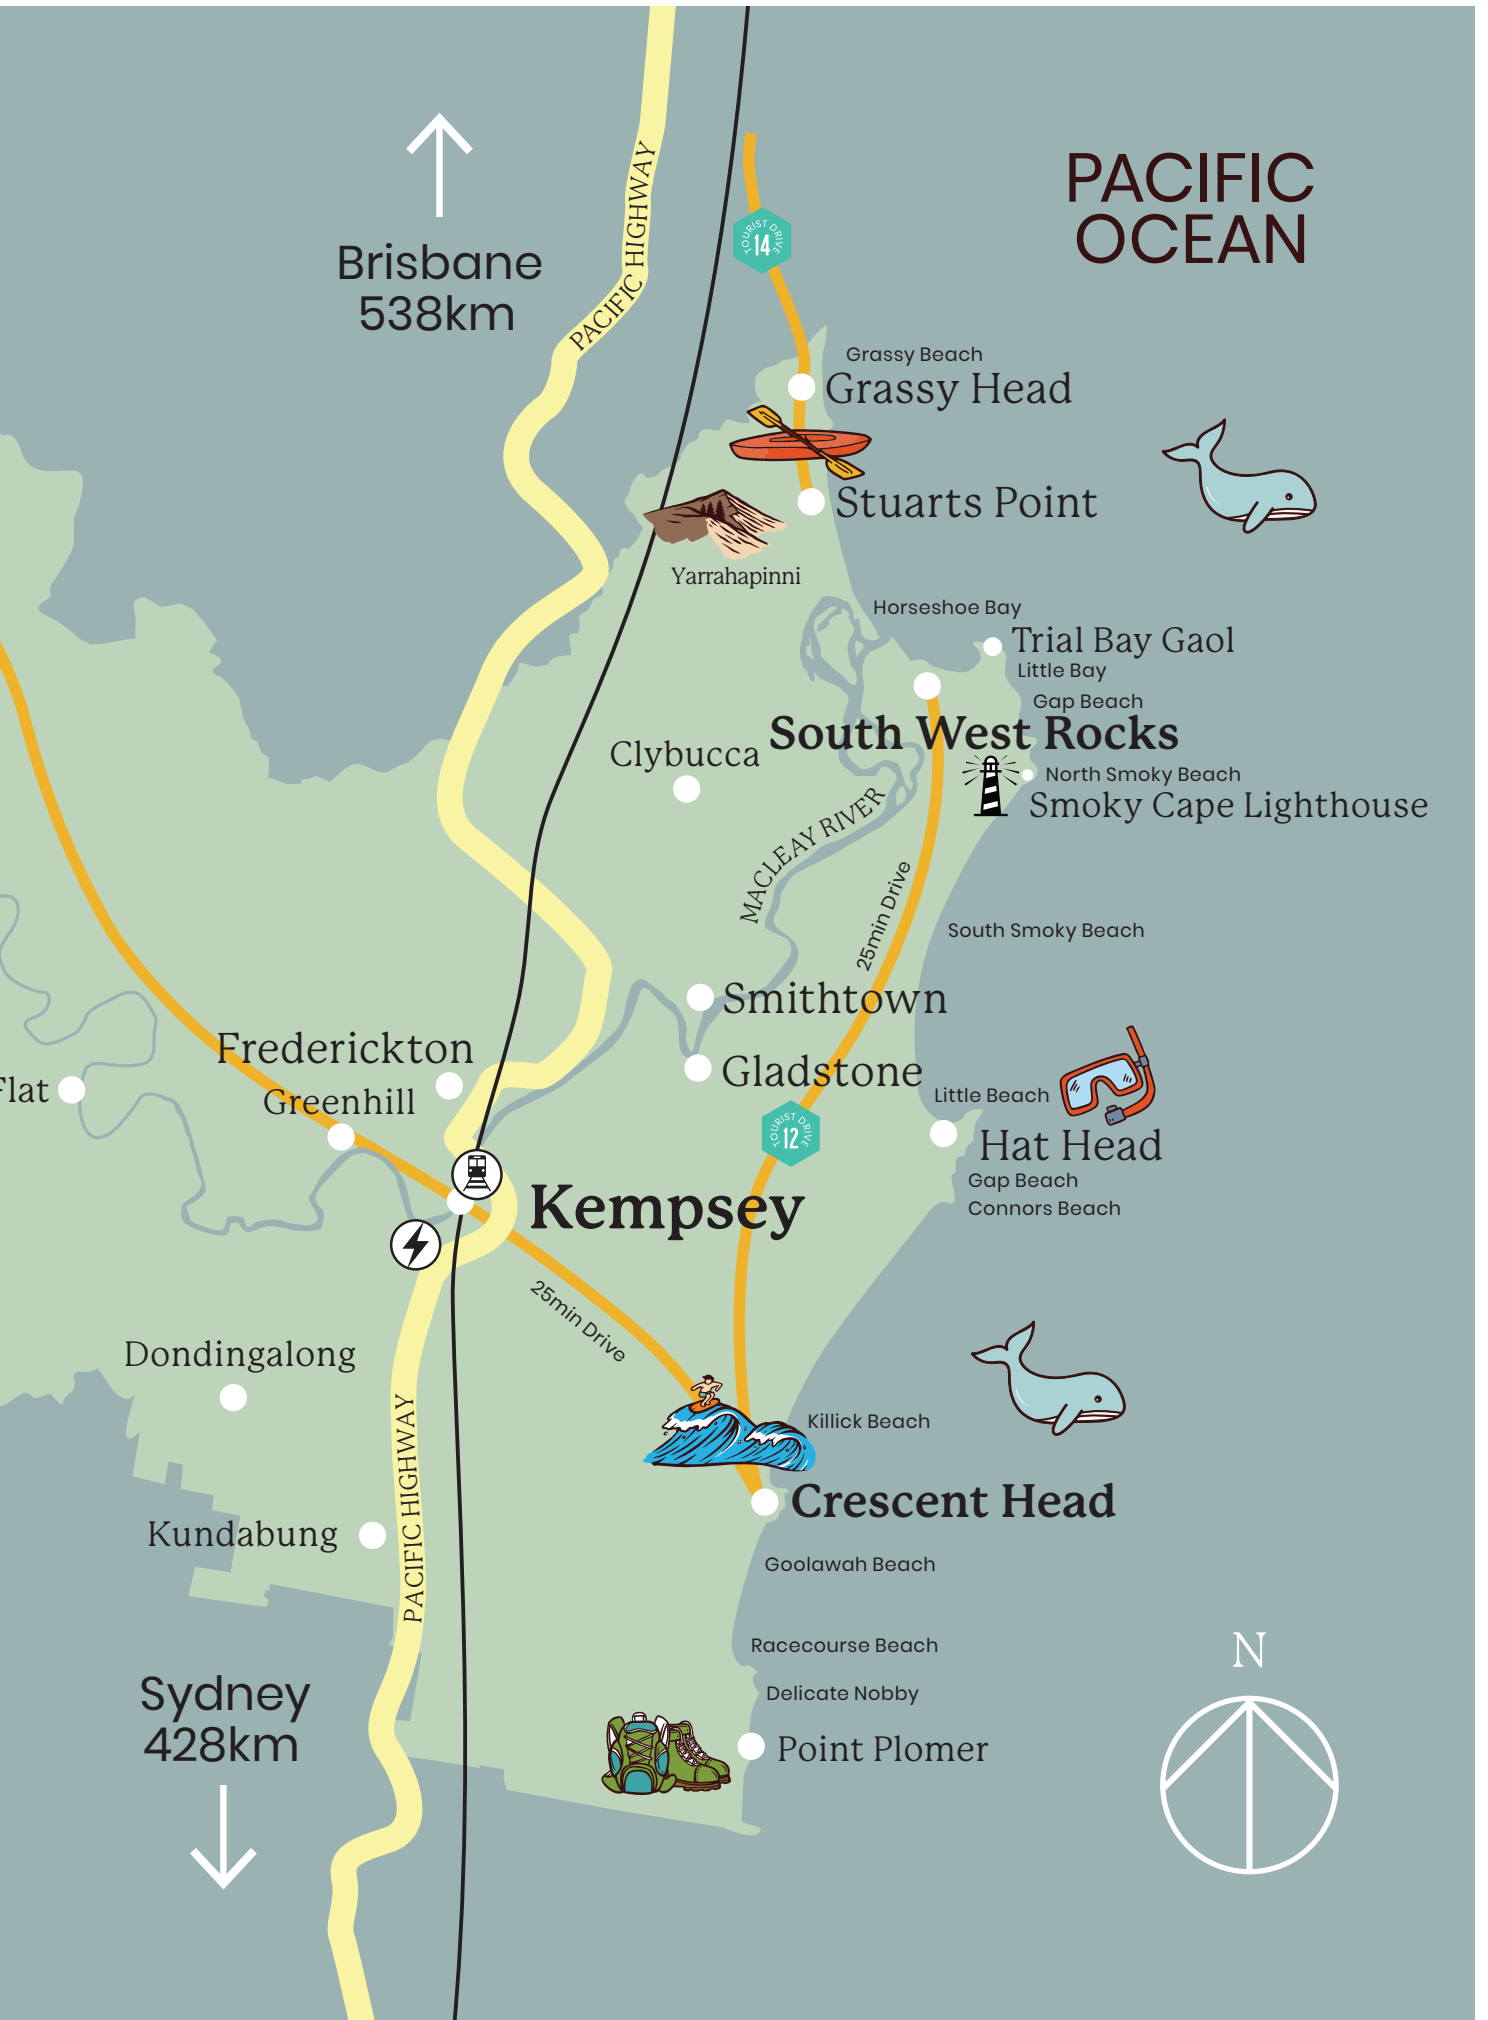 PACIFIC
OCEAN
PACIFIC HIGHWAY
TOURIST DRIVE
14
Brisbane
538km
Grassy Beach
Grassy Head
Stuarts Point
Yarrahapinni
Horseshoe Bay
Trial Bay Gaol
Little Bay
Gap Beach
South West Rocks
Clybucca
North Smoky Beach
Smoky Cape Lighthouse
MACLEAY RIVER
25min Drive
South Smoky Beach
Smithtown
Frederickton
Gladstone
Flat
Greenhill
Little Beach
TOURIST DRIVE
12
Hat Head
Gap Beach
Connors Beach
Kempsey
25min Drive
Dondingalong
PACIFIC HIGHWAY
Killick Beach
Crescent Head
Kundabung
Goolawah Beach
Racecourse Beach
Delicate Nobby
Point Plomer
Sydney
428km
N